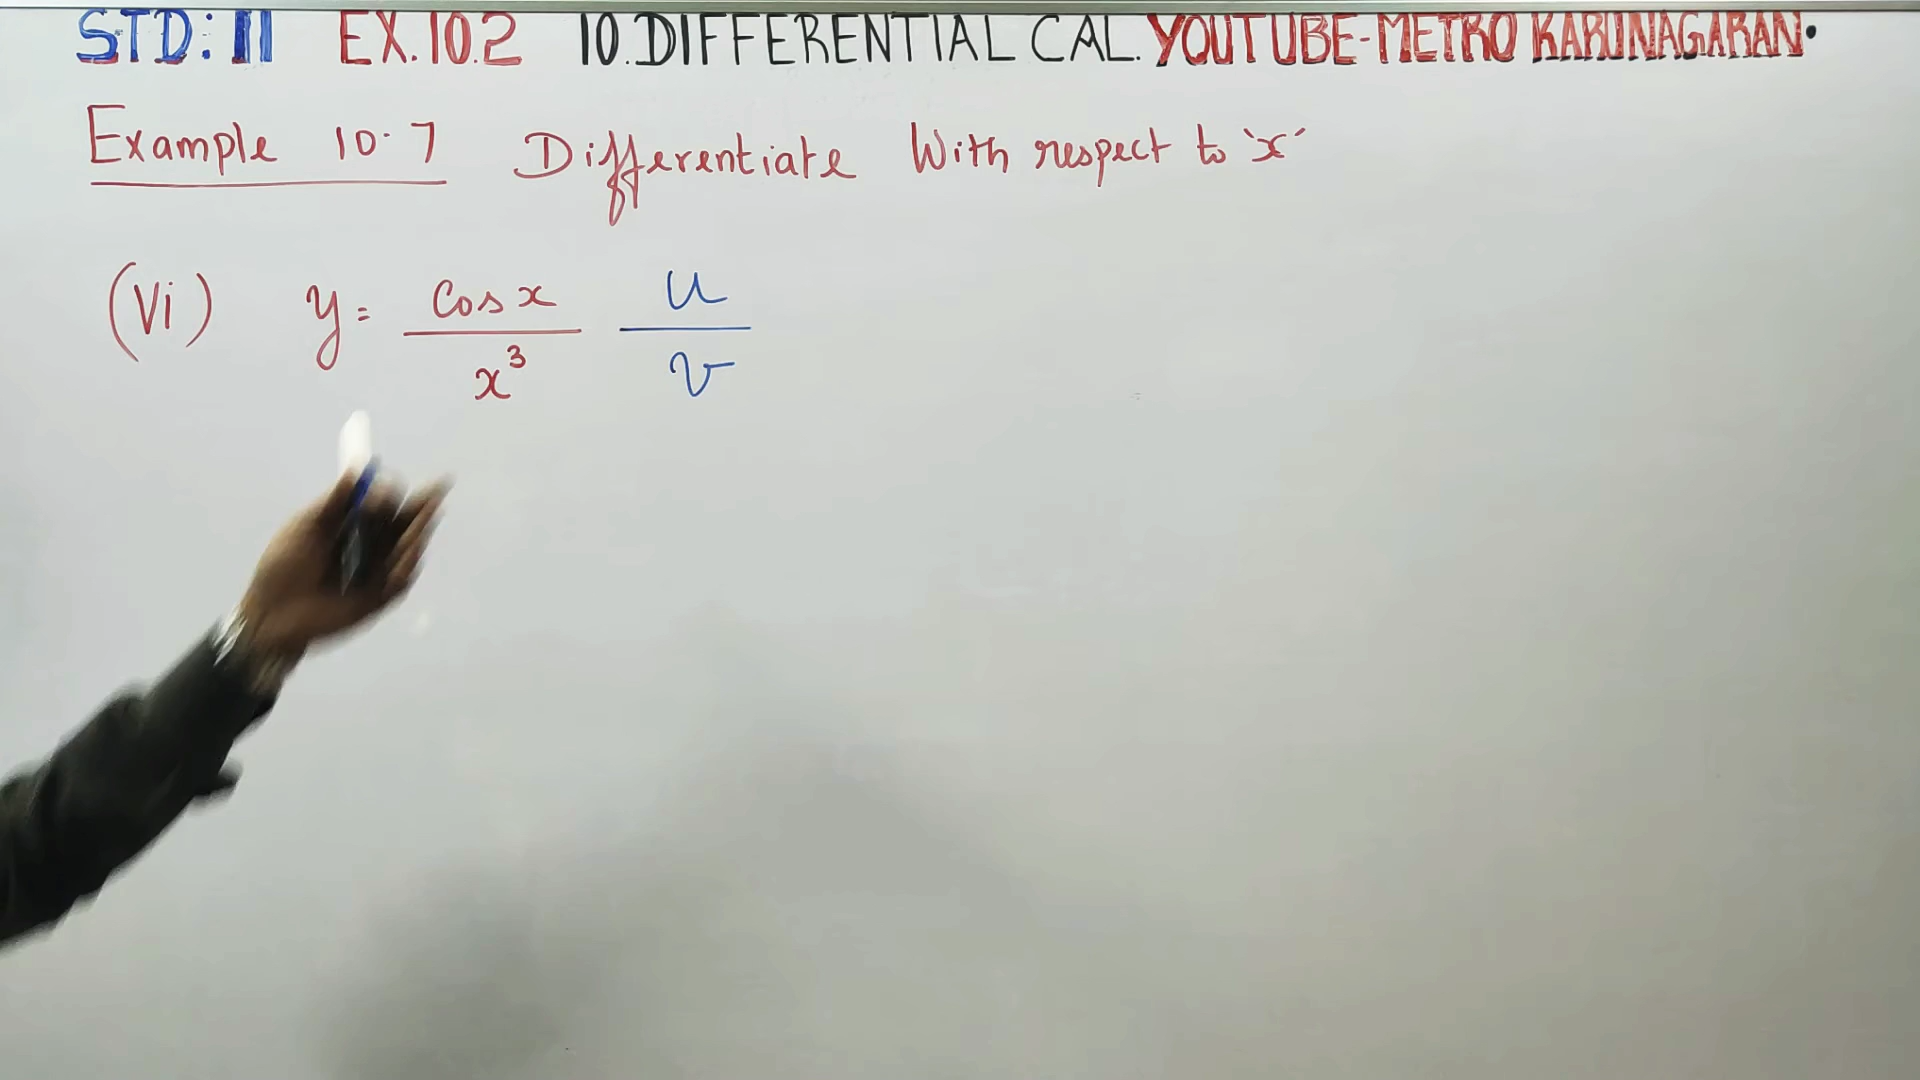 STD: 11 EX.10.2 10.DIFFERENTIAL CAL. YOUTUBE-METRO KARUNAGARAN.
Example 10.7 Differentiate With respect to 'x'
(vi) y = cos x / x³ u / v